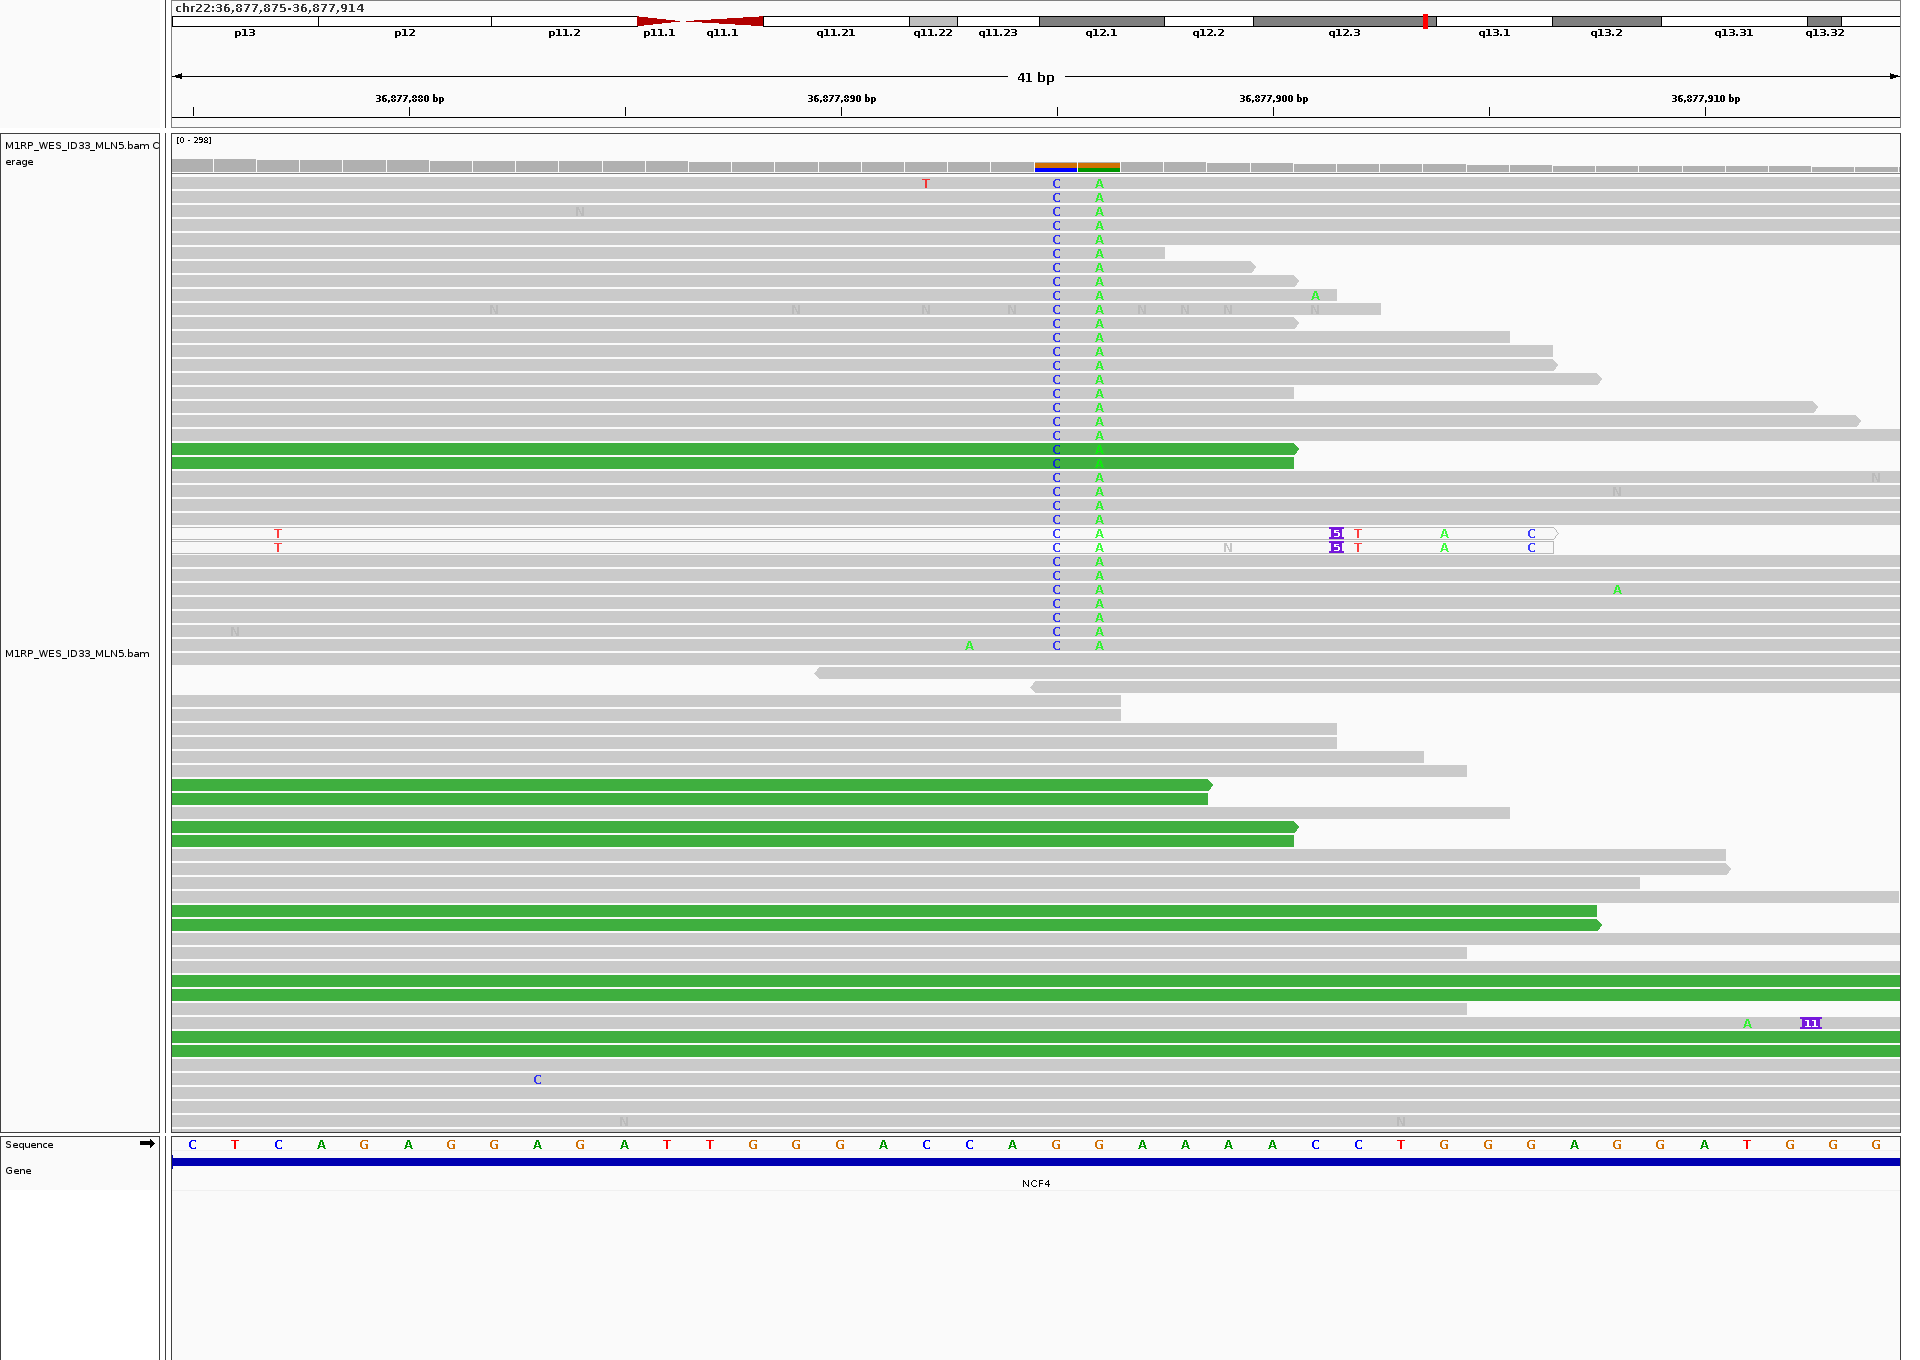 chr22:36,877,875-36,877,914
p13 p12 p11.2 p11.1 q11.1 q11.21 q11.22 q11.23 q12.1 q12.2 q12.3 q13.1 q13.2 q13.31 q13.32
41 bp
36,877,880 bp 36,877,890 bp 36,877,900 bp 36,877,910 bp
M1RP_WES_ID33_MLN5.bam C
erage
[0 - 298]
T C A
C A
N C A
C A
C A
C A
C A
C A
C A A
N N N N C A N N N N
C A
C A
C A
C A
C A
C A
C A
C A
C A
C A
C A
C A N
C A N
C A
C A
T C A 5 T A C
T C A N 5 T A C
C A
C A
C A A
C A
C A
N C A
A C A
M1RP_WES_ID33_MLN5.bam
A 11
C
N N
Sequence C T C A G A G G A G A T T G G G A C C A G G A A A A C C T G G G A G G A T G G G
Gene
NCF4